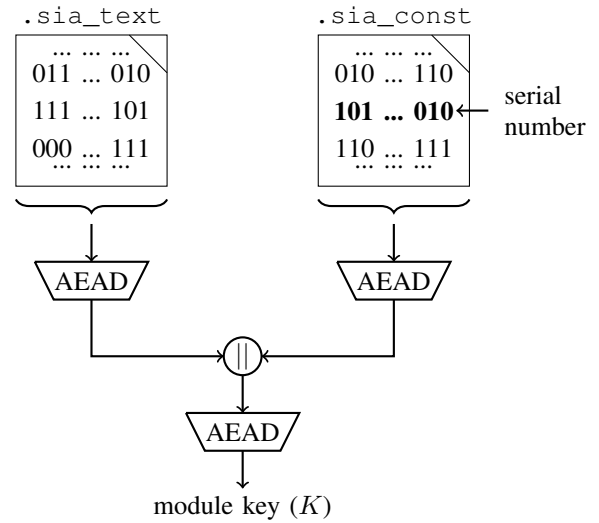 .sia_text
... ... ...
011 ... 010
111 ... 101
000 ... 111
... ... ...
.sia_const
... ... ...
010 ... 110
101 ... 010
110 ... 111
... ... ...
serial
number
AEAD
AEAD
||
AEAD
module key (K)